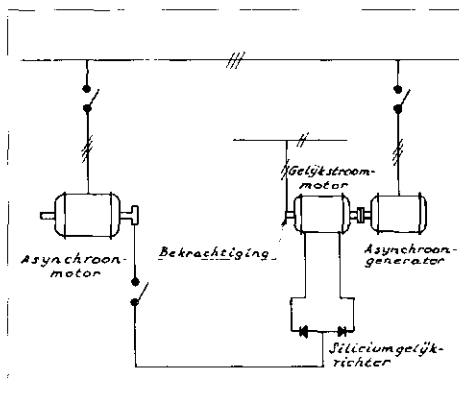 Gelijkstroom-
motor
Asynchroon-
motor
Bekrachtiging
Asynchroon-
generator
Siliciumgelijk-
richter